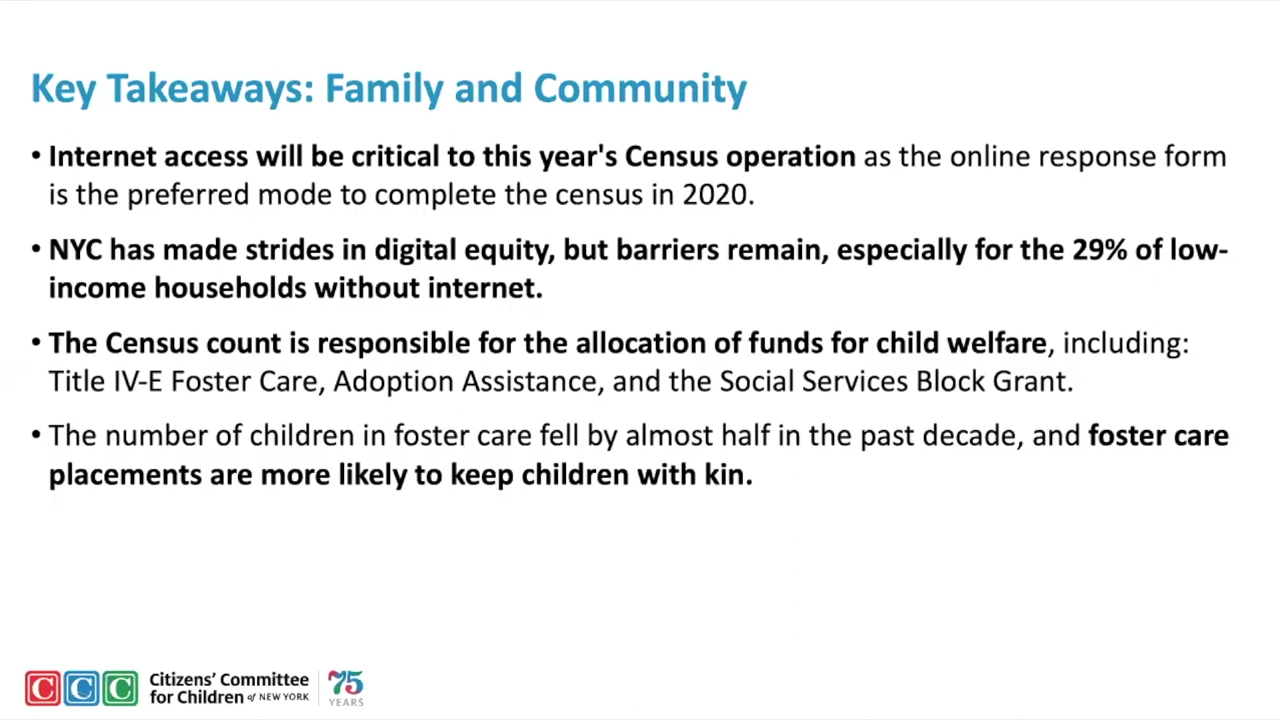 Key Takeaways: Family and Community
• Internet access will be critical to this year's Census operation as the online response form
is the preferred mode to complete the census in 2020.
• NYC has made strides in digital equity, but barriers remain, especially for the 29% of low-
income households without internet.
• The Census count is responsible for the allocation of funds for child welfare, including:
Title IV-E Foster Care, Adoption Assistance, and the Social Services Block Grant.
• The number of children in foster care fell by almost half in the past decade, and foster care
placements are more likely to keep children with kin.
CCC
Citizens' Committee
for Children of NEW YORK
75
YEARS